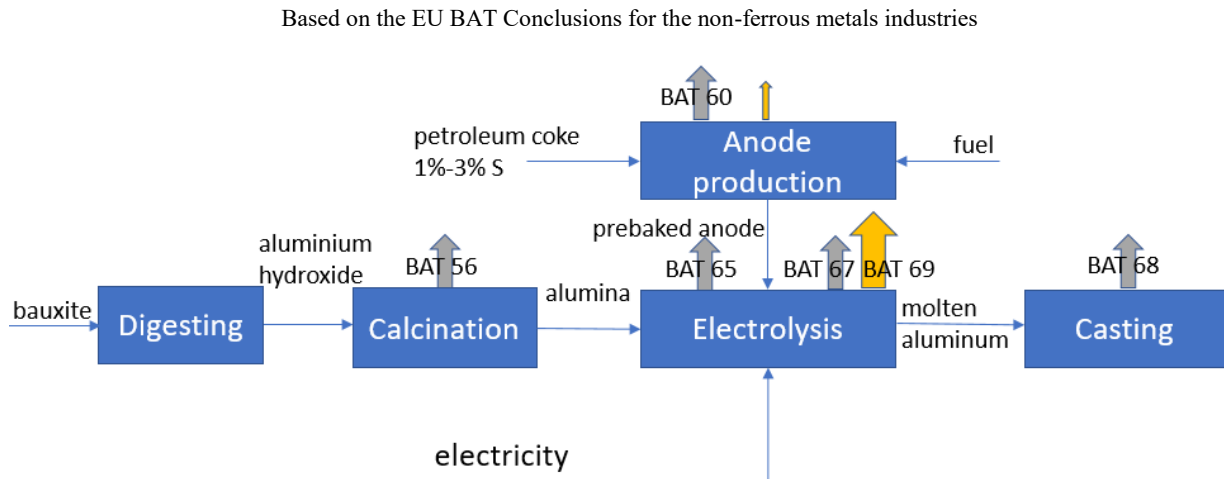 Based on the EU BAT Conclusions for the non-ferrous metals industries
BAT 60
petroleum coke
1%-3% S
Anode
production
fuel
prebaked anode
aluminium
hydroxide
BAT 56
BAT 65
BAT 67
BAT 69
BAT 68
bauxite
Digesting
Calcination
alumina
Electrolysis
molten
aluminum
Casting
electricity